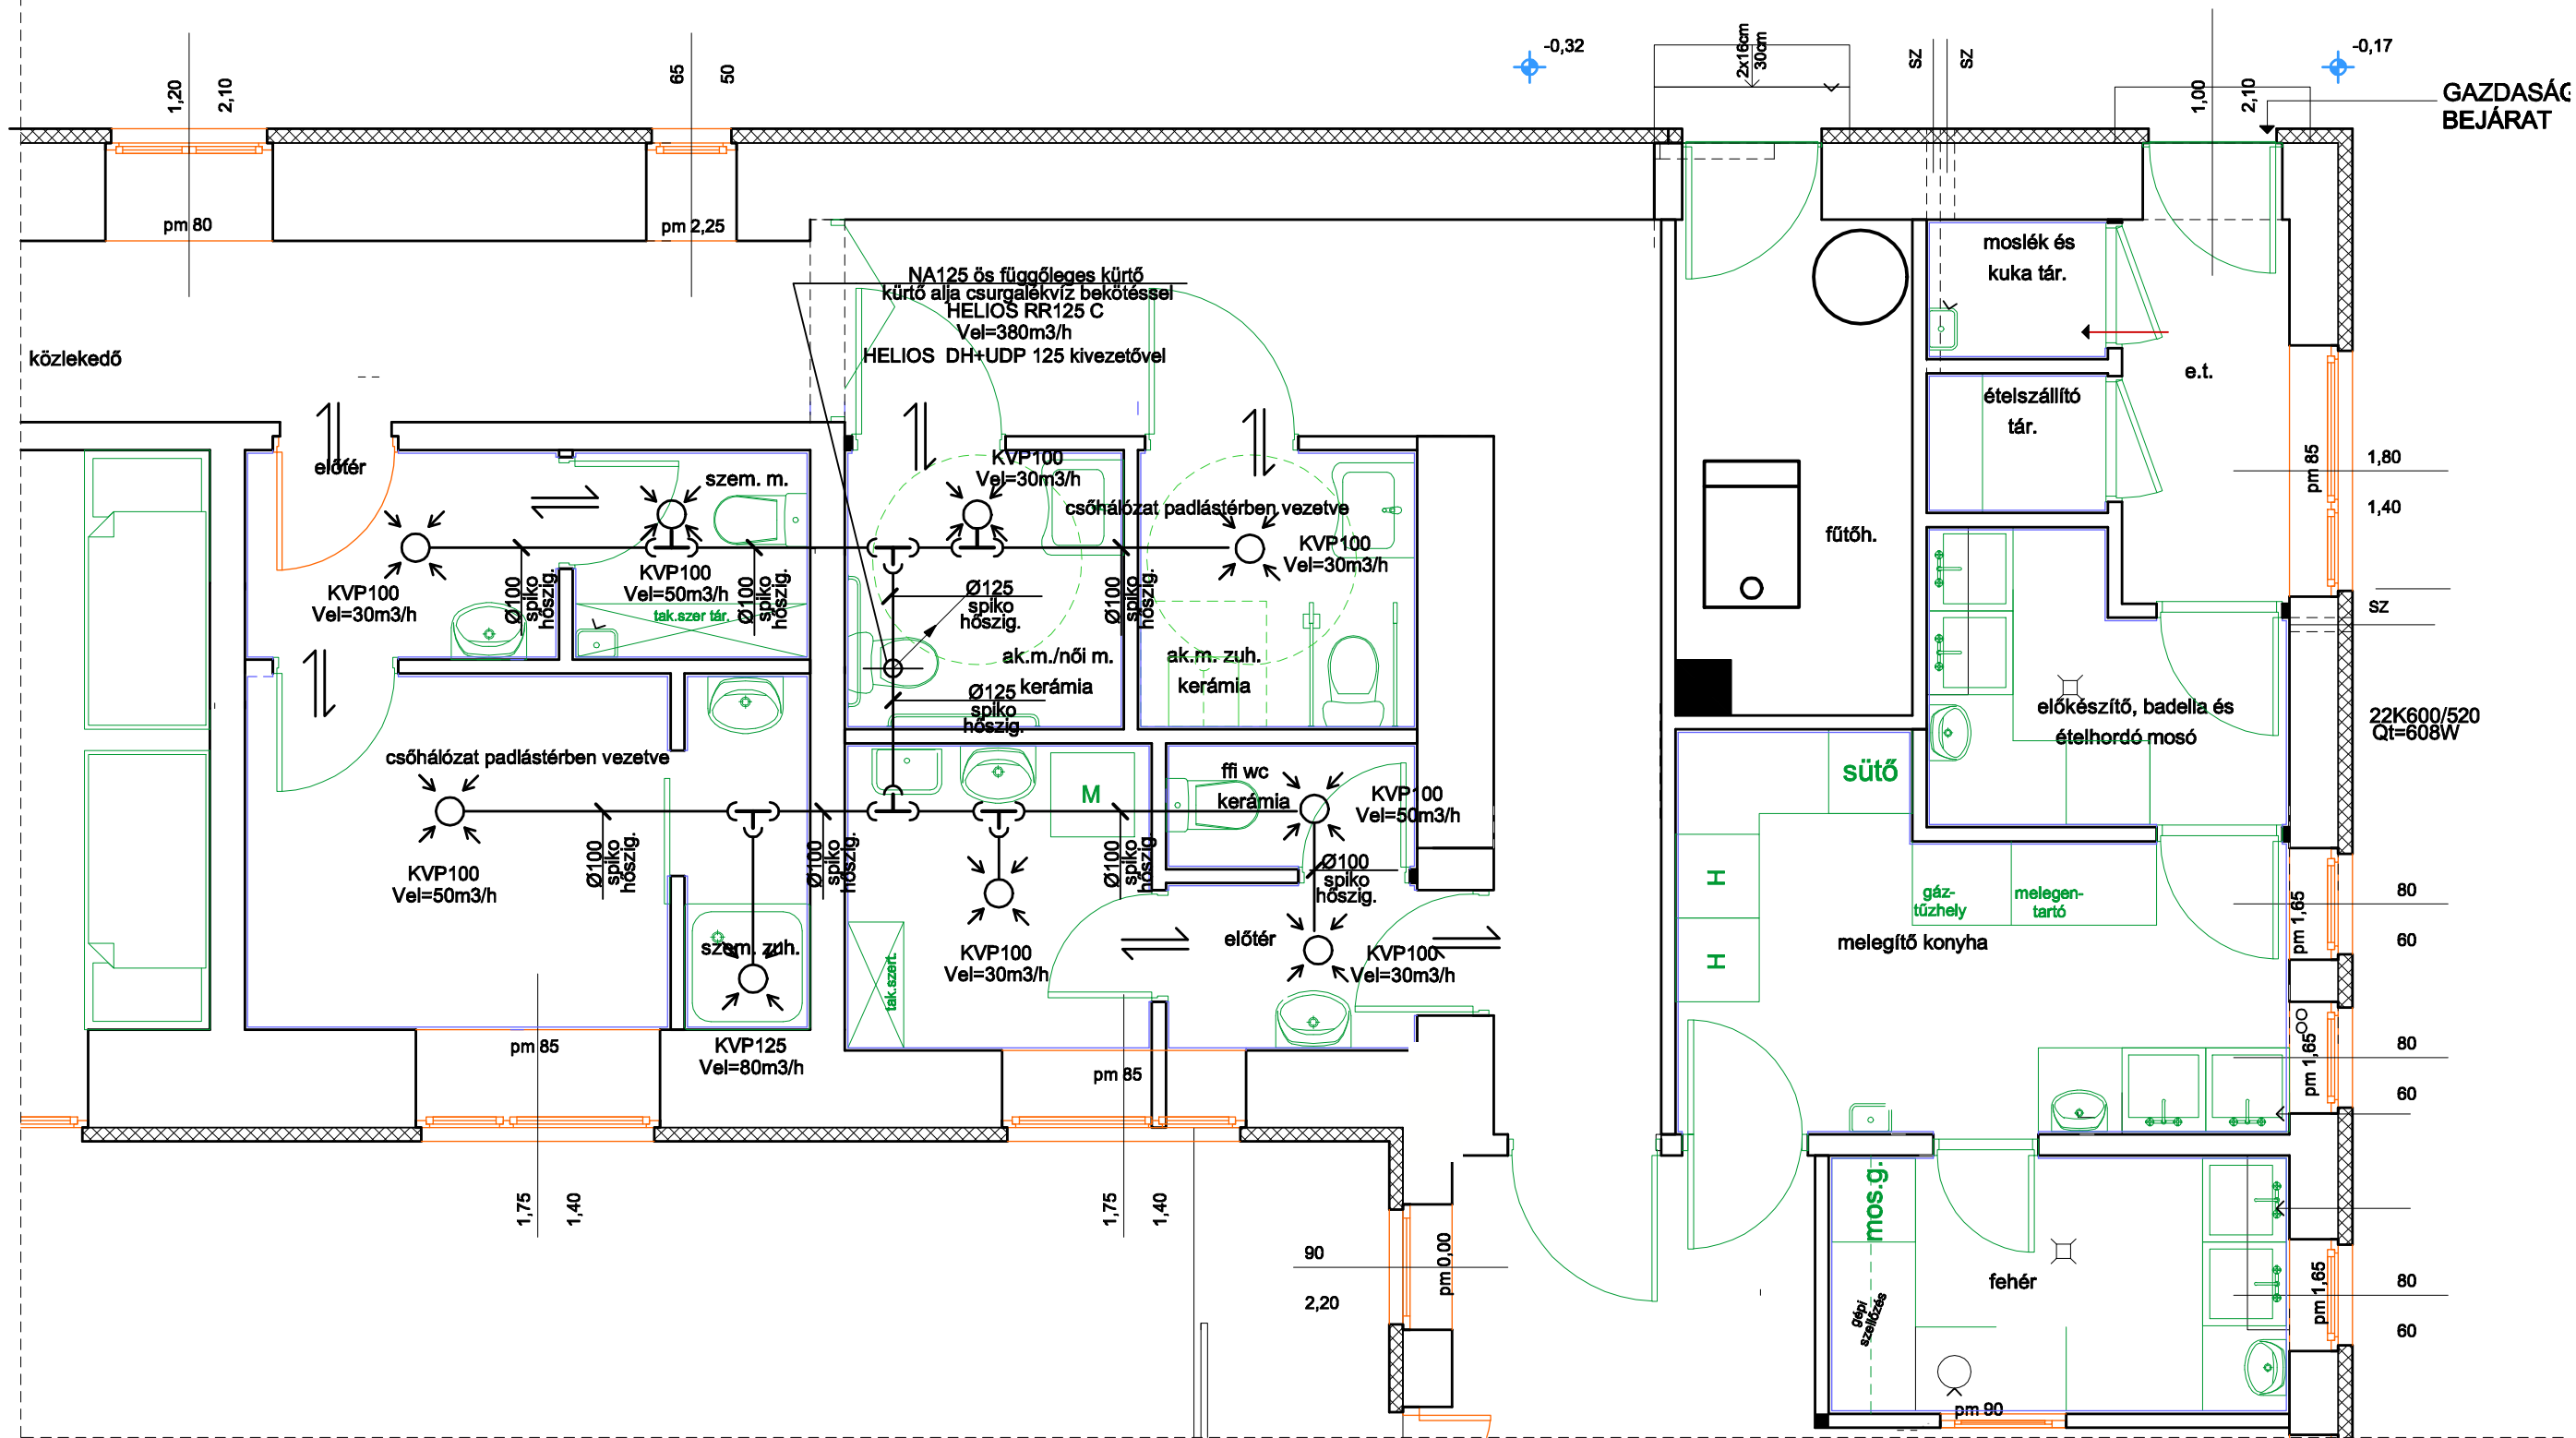 -0,32
-0,17
2x16cm
30cm
SZ
SZ
1,20
2,10
65
50
1,00
2,10
GAZDASÁG
BEJÁRAT
pm 80
pm 2,25
moslék és
kuka tár.
NA125 ös függőleges kürtő
kürtő alja csurgalékvíz bekötéssel
HELIOS RR125 C
Vel=380m3/h
HELIOS DH+UDP 125 kivezetővel
közlekedő
e.t.
ételszállító
tár.
pm 85
1,80
1,40
előtér
szem. m.
KVP100
Vel=30m3/h
csőhálózat padlástérben vezetve
KVP100
Vel=30m3/h
fűtőh.
KVP100
Vel=30m3/h
KVP100
Vel=50m3/h
tak.szer tár.
Ø100
spiko
hőszig.
Ø100
spiko
hőszig.
Ø125
spiko
hőszig.
Ø100
spiko
hőszig.
SZ
ak.m./női m.
kerámia
ak.m. zuh.
kerámia
Ø125
spiko
hőszig.
előkészítő, badella és
ételhordó mosó
22K600/520
Qt=608W
csőhálózat padlástérben vezetve
ffi wc
kerámia
M
sütő
KVP100
Vel=50m3/h
KVP100
Vel=50m3/h
Ø100
spiko
hőszig.
Ø100
spiko
hőszig.
Ø100
spiko
hőszig.
Ø100
spiko
hőszig.
H
H
gáz-
tűzhely
melegen-
tartó
pm 1,65
80
60
szem. zuh.
tak.szert.
KVP100
Vel=30m3/h
előtér
KVP100
Vel=30m3/h
melegítő konyha
pm 85
KVP125
Vel=80m3/h
pm 85
pm 1,65
80
60
1,75
1,40
1,75
1,40
90
2,20
pm 0,00
mos.g.
gépi
szellőzés
fehér
pm 1,65
80
60
pm 90